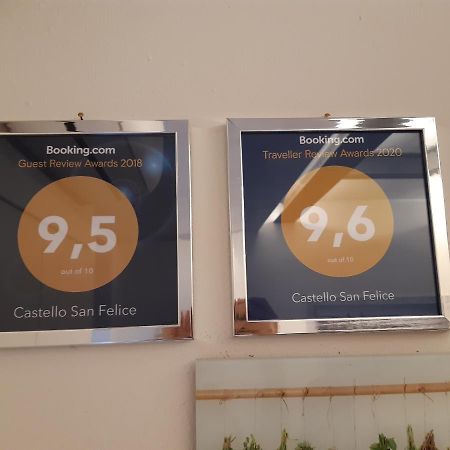 Booking.com
Guest Review Awards 2018
9,5
out of 10
Castello San Felice
Booking.com
Traveller Review Awards 2020
9,6
out of 10
Castello San Felice